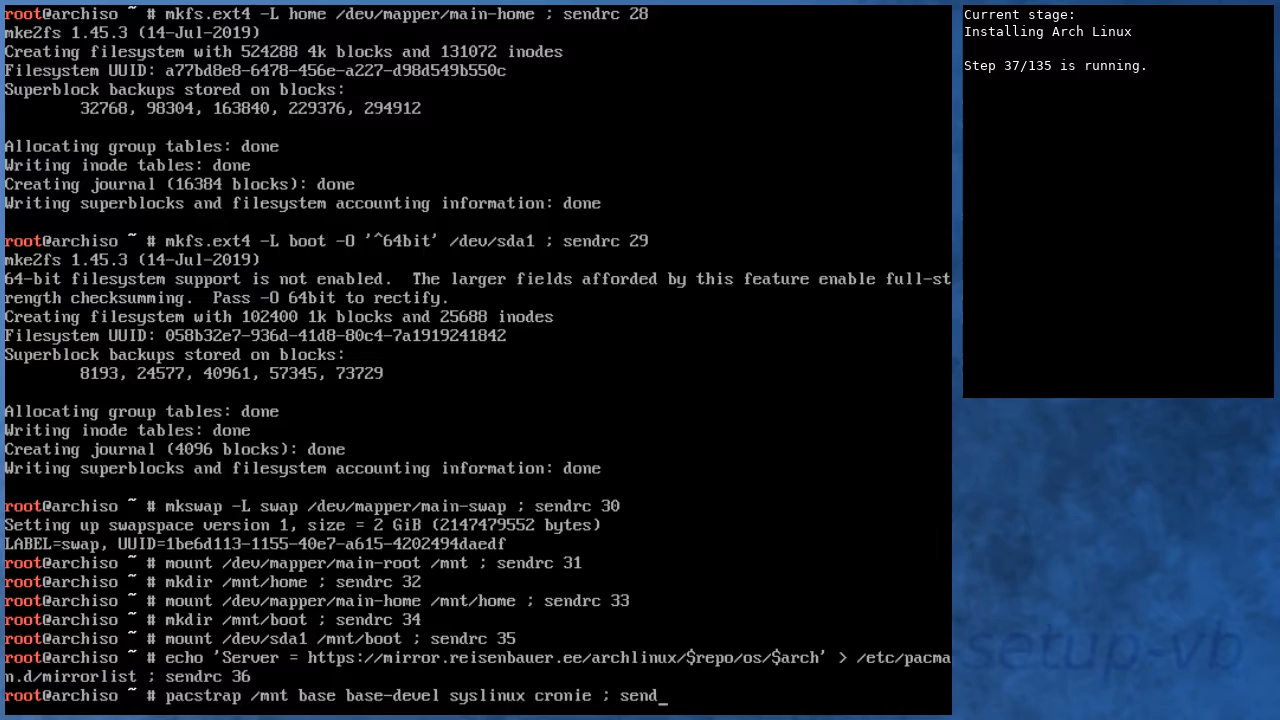 root@archiso ~ # mkfs.ext4 -L home /dev/mapper/main-home ; sendrc 28
mke2fs 1.45.3 (14-Jul-2019)
Creating filesystem with 524288 4k blocks and 131072 inodes
Filesystem UUID: a77bd8e8-6478-456e-a227-d98d549b550c
Superblock backups stored on blocks:
        32768, 98304, 163840, 229376, 294912
Allocating group tables: done
Writing inode tables: done
Creating journal (16384 blocks): done
Writing superblocks and filesystem accounting information: done
root@archiso ~ # mkfs.ext4 -L boot -O '^64bit' /dev/sda1 ; sendrc 29
mke2fs 1.45.3 (14-Jul-2019)
64-bit filesystem support is not enabled.  The larger fields afforded by this feature enable full-st
rength checksumming.  Pass -O 64bit to rectify.
Creating filesystem with 102400 1k blocks and 25688 inodes
Filesystem UUID: 058b32e7-936d-41d8-80c4-7a1919241842
Superblock backups stored on blocks:
        8193, 24577, 40961, 57345, 73729
Allocating group tables: done
Writing inode tables: done
Creating journal (4096 blocks): done
Writing superblocks and filesystem accounting information: done
root@archiso ~ # mkswap -L swap /dev/mapper/main-swap ; sendrc 30
Setting up swapspace version 1, size = 2 GiB (2147479552 bytes)
LABEL=swap, UUID=1be6d113-1155-40e7-a615-4202494daedf
root@archiso ~ # mount /dev/mapper/main-root /mnt ; sendrc 31
root@archiso ~ # mkdir /mnt/home ; sendrc 32
root@archiso ~ # mount /dev/mapper/main-home /mnt/home ; sendrc 33
root@archiso ~ # mkdir /mnt/boot ; sendrc 34
root@archiso ~ # mount /dev/sda1 /mnt/boot ; sendrc 35
root@archiso ~ # echo 'Server = https://mirror.reisenbauer.ee/archlinux/$repo/os/$arch' > /etc/pacma
n.d/mirrorlist ; sendrc 36
root@archiso ~ # pacstrap /mnt base base-devel syslinux cronie ; send_
Current stage:
Installing Arch Linux
Step 37/135 is running.
setup-vb